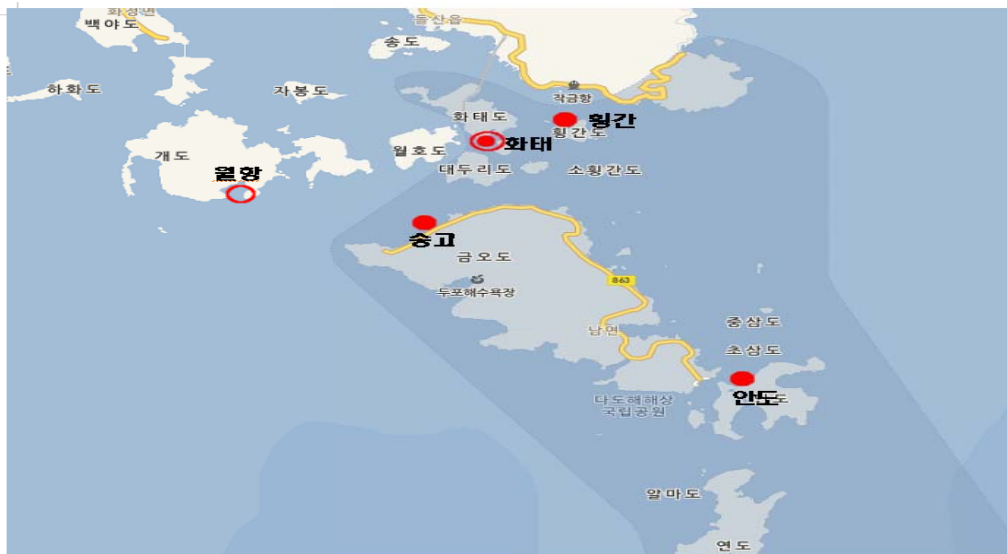 화정면
백야도
돌산읍
송도
하화도
자봉도
작금항
화태도
횡간
횡간도
화태
개도
월호도
월항
대두리도
소횡간도
송고
금오도
두포해수욕장
863
남면
중삼도
초삼도
안도
다도해해상
국립공원
알마도
연도